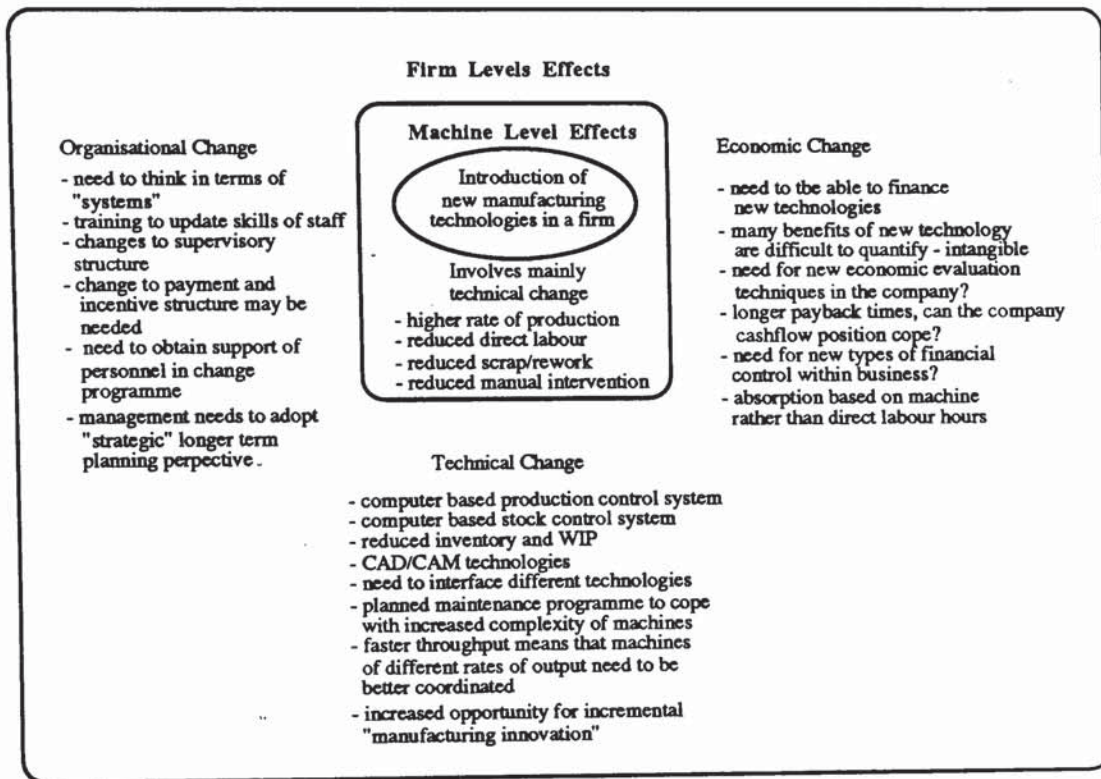 Firm Levels Effects
Machine Level Effects
Introduction of
new manufacturing
technologies in a firm
Involves mainly
technical change
- higher rate of production
- reduced direct labour
- reduced scrap/rework
- reduced manual intervention
Organisational Change
- need to think in terms of
"systems"
- training to update skills of staff
- changes to supervisory
structure
- change to payment and
incentive structure may be
needed
- need to obtain support of
personnel in change
programme
- management needs to adopt
"strategic" longer term
planning perpective .
Economic Change
- need to tbe able to finance
new technologies
- many benefits of new technology
are difficult to quantify - intangible
- need for new economic evaluation
techniques in the company?
- longer payback times, can the company
cashflow position cope?
- need for new types of financial
control within business?
- absorption based on machine
rather than direct labour hours
Technical Change
- computer based production control system
- computer based stock control system
- reduced inventory and WIP
- CAD/CAM technologies
- need to interface different technologies
- planned maintenance programme to cope
with increased complexity of machines
- faster throughput means that machines
of different rates of output need to be
better coordinated
- increased opportunity for incremental
"manufacturing innovation"